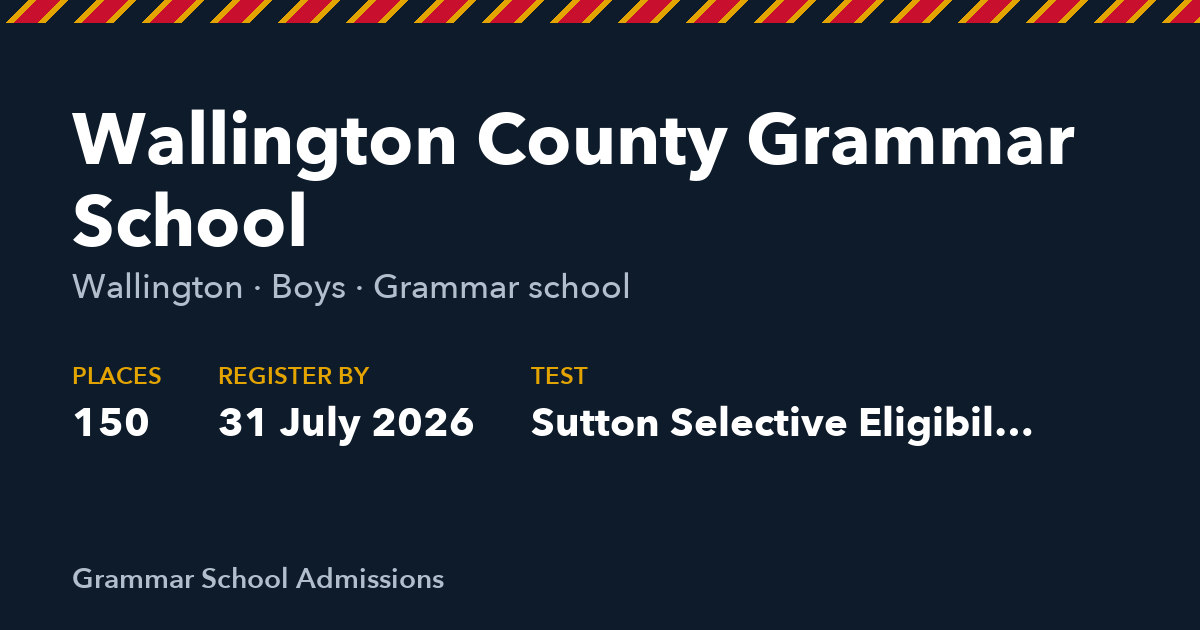 Wallington County Grammar
School
Wallington · Boys · Grammar school
PLACES REGISTER BY TEST
150 31 July 2026 Sutton Selective Eligibil...
Grammar School Admissions